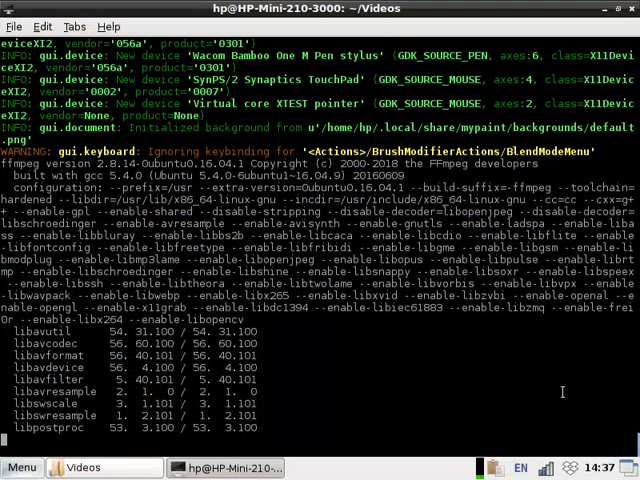 hp@HP-Mini-210-3000: ~/Videos
File Edit Tabs Help
eviceXI2, vendor='056a', product='0301')
INFO: gui.device: New device 'Wacom Bamboo One M Pen stylus' (GDK_SOURCE_PEN, axes:6, class=X11Devi
ceXI2, vendor='056a', product='0301')
INFO: gui.device: New device 'SynPS/2 Synaptics TouchPad' (GDK_SOURCE_MOUSE, axes:4, class=X11Devic
eXI2, vendor='0002', product='0007')
INFO: gui.device: New device 'Virtual core XTEST pointer' (GDK_SOURCE_MOUSE, axes:2, class=X11Devic
eXI2, vendor=None, product=None)
INFO: gui.document: Initialized background from u'/home/hp/.local/share/mypaint/backgrounds/default
.png'
WARNING: gui.keyboard: Ignoring keybinding for '<Actions>/BrushModifierActions/BlendModeMenu'
ffmpeg version 2.8.14-0ubuntu0.16.04.1 Copyright (c) 2000-2018 the FFmpeg developers
built with gcc 5.4.0 (Ubuntu 5.4.0-6ubuntu1~16.04.9) 20160609
configuration: --prefix=/usr --extra-version=0ubuntu0.16.04.1 --build-suffix=-ffmpeg --toolchain=
hardened --libdir=/usr/lib/x86_64-linux-gnu --incdir=/usr/include/x86_64-linux-gnu --cc=cc --cxx=g+
+ --enable-gpl --enable-shared --disable-stripping --disable-decoder=libopenjpeg --disable-decoder=
libschroedinger --enable-avresample --enable-avisynth --enable-gnutls --enable-ladspa --enable-liba
ss --enable-libbluray --enable-libbs2b --enable-libcaca --enable-libcdio --enable-libflite --enable
-libfontconfig --enable-libfreetype --enable-libfribidi --enable-libgme --enable-libgsm --enable-li
bmodplug --enable-libmp3lame --enable-libopenjpeg --enable-libopus --enable-libpulse --enable-librt
mp --enable-libschroedinger --enable-libshine --enable-libsnappy --enable-libsoxr --enable-libspeex
--enable-libssh --enable-libtheora --enable-libtwolame --enable-libvorbis --enable-libvpx --enable
-libwavpack --enable-libwebp --enable-libx265 --enable-libxvid --enable-libzvbi --enable-openal --e
nable-opengl --enable-x11grab --enable-libdc1394 --enable-libiec61883 --enable-libzmq --enable-frei
0r --enable-libx264 --enable-libopencv
libavutil 54. 31.100 / 54. 31.100
libavcodec 56. 60.100 / 56. 60.100
libavformat 56. 40.101 / 56. 40.101
libavdevice 56. 4.100 / 56. 4.100
libavfilter 5. 40.101 / 5. 40.101
libavresample 2. 1. 0 / 2. 1. 0
libswscale 3. 1.101 / 3. 1.101
libswresample 1. 2.101 / 1. 2.101
libpostproc 53. 3.100 / 53. 3.100
Menu Videos hp@HP-Mini-210-... EN 14:37